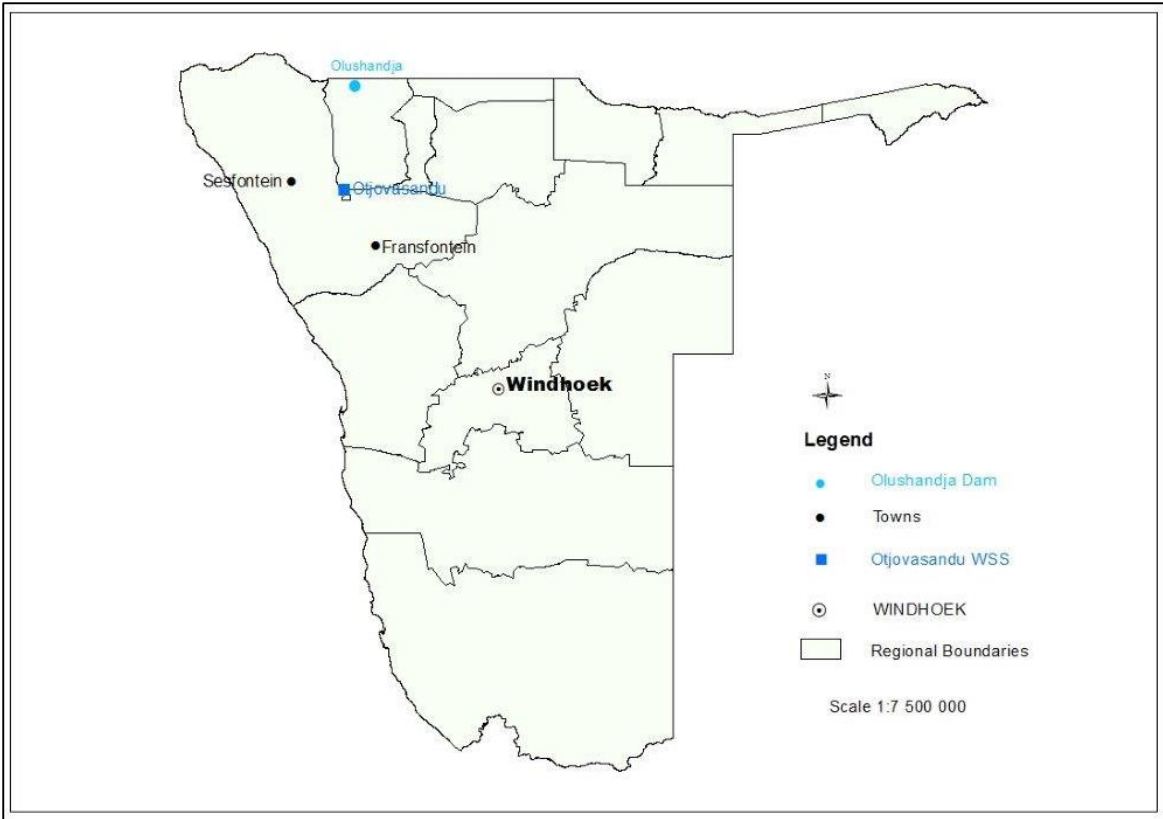 Olushandja
Sesfontein
Otjovasandu
Fransfontein
Windhoek
N
Legend
Olushandja Dam
Towns
Otjovasandu WSS
WINDHOEK
Regional Boundaries
Scale 1:7 500 000